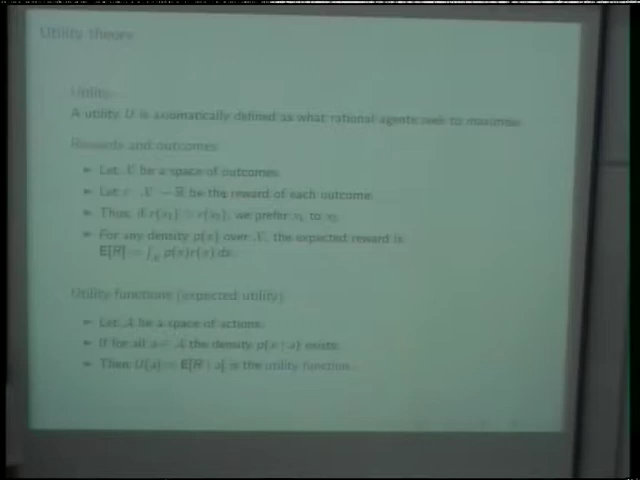 Utility theory
Utility
A utility U is axiomatically defined as what rational agents seek to maximise
Rewards and outcomes
► Let X be a space of outcomes.
► Let r : X → ℝ be the reward of each outcome.
► Thus, if r(x₁) > r(x₂), we prefer x₁ to x₂.
► For any density p(x) over X, the expected reward is
E[R] = ∫_X p(x)r(x) dx.
Utility functions (expected utility)
► Let A be a space of actions.
► If for all a ∈ A the density p(x | a) exists.
► Then U(a) = E[R | a] is the utility function.